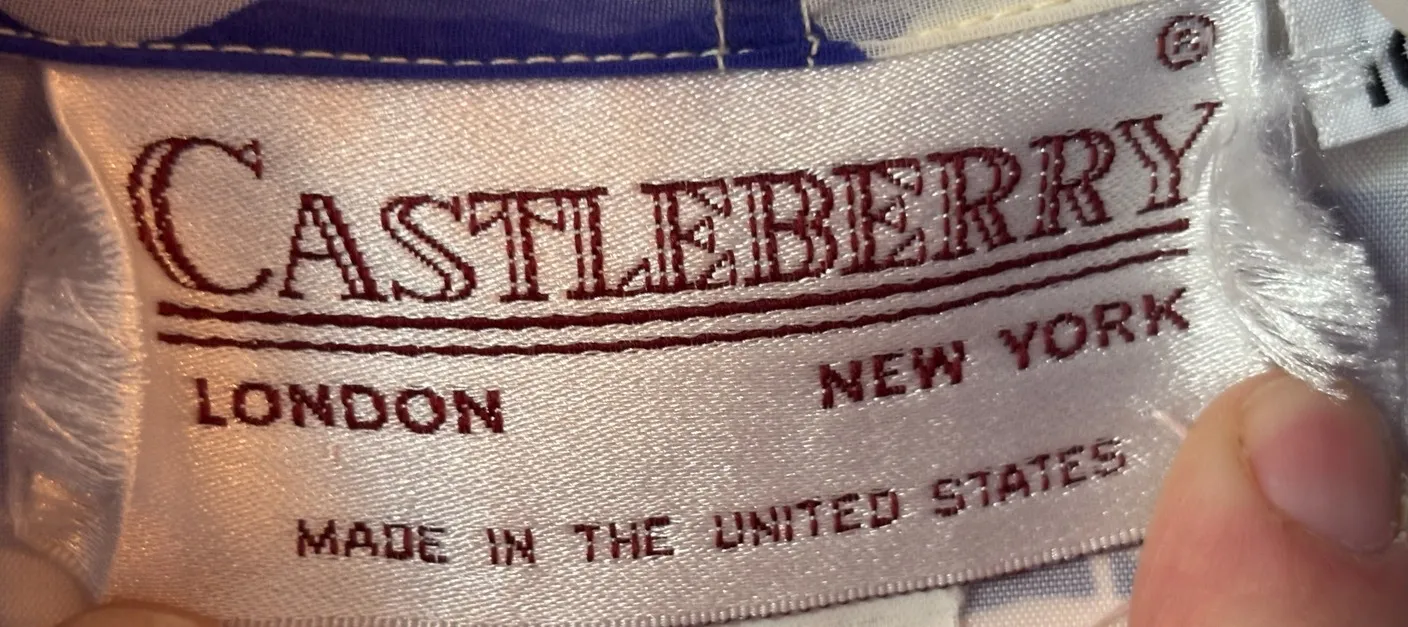 CASTLEBERRY®
LONDON NEW YORK
MADE IN THE UNITED STATES